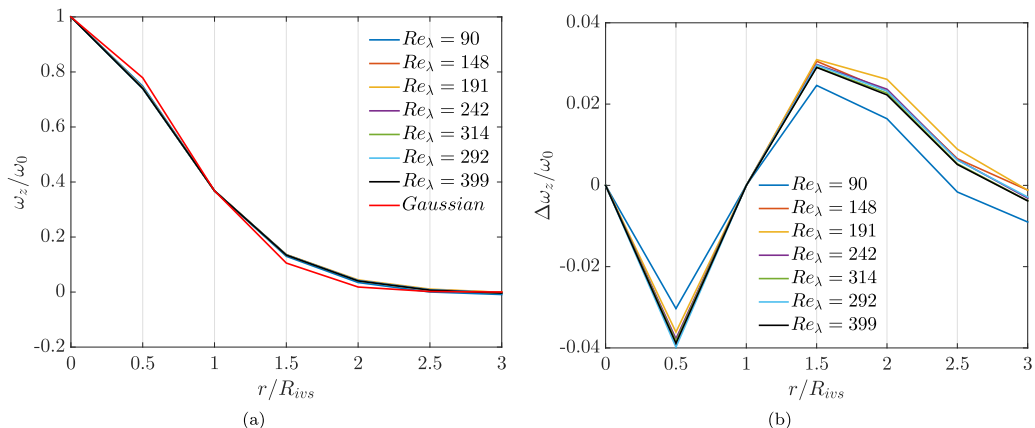 1
0.8
0.6
0.4
0.2
0
-0.2
ω_z/ω_0
Re_λ = 90
Re_λ = 148
Re_λ = 191
Re_λ = 242
Re_λ = 314
Re_λ = 292
Re_λ = 399
Gaussian
0 0.5 1 1.5 2 2.5 3
r/R_ivs
(a)
0.04
0.02
0
-0.02
-0.04
Δω_z/ω_0
Re_λ = 90
Re_λ = 148
Re_λ = 191
Re_λ = 242
Re_λ = 314
Re_λ = 292
Re_λ = 399
0 0.5 1 1.5 2 2.5 3
r/R_ivs
(b)